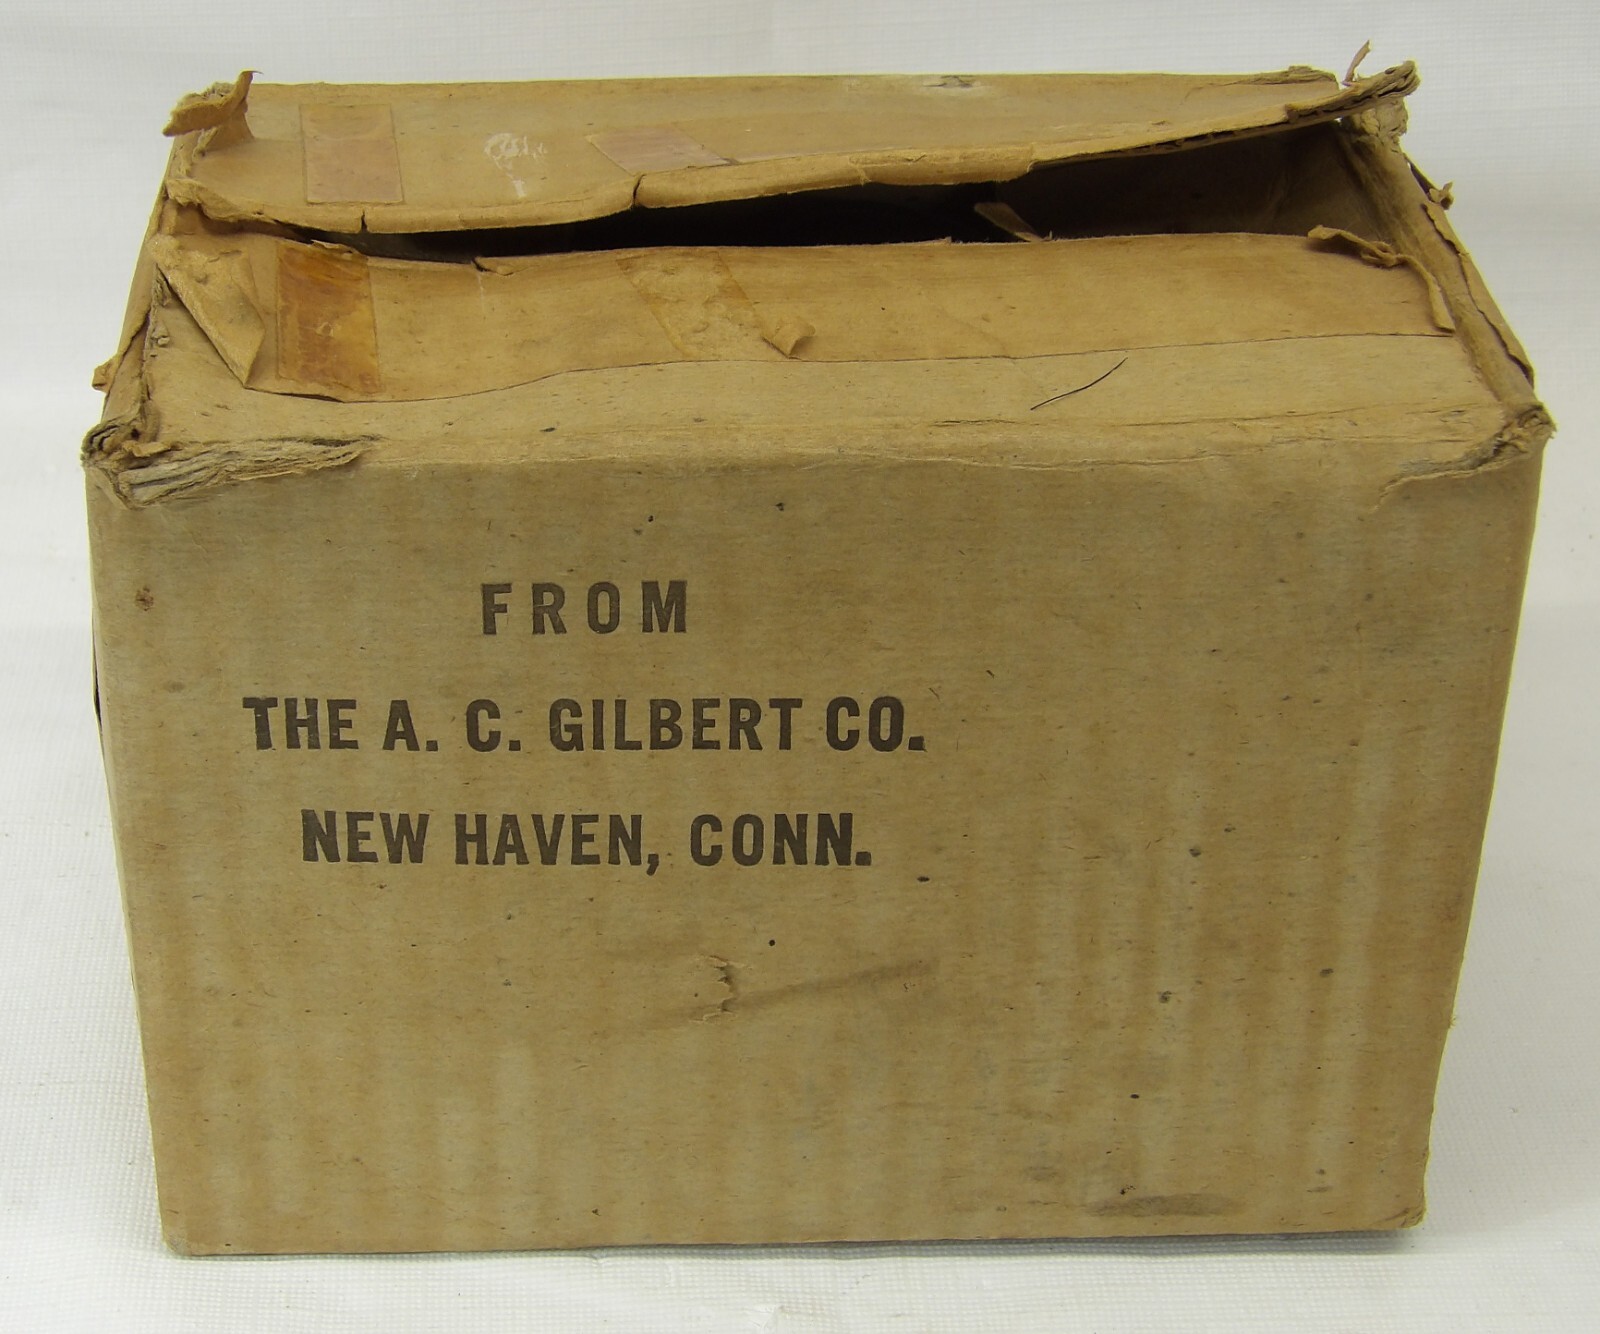 FROM
THE A. C. GILBERT CO.
NEW HAVEN, CONN.